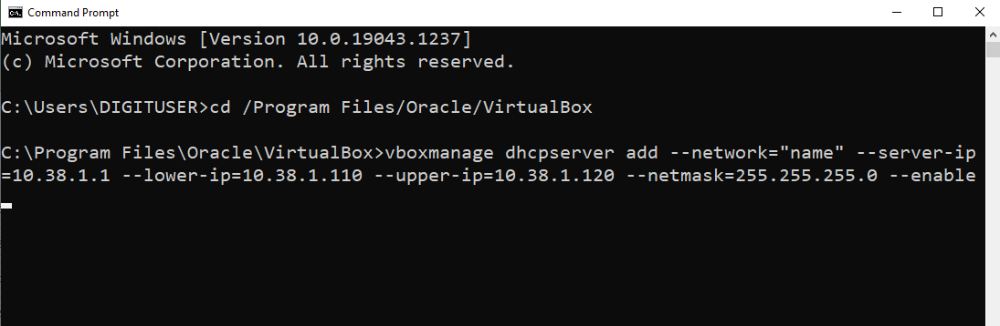 Command Prompt
Microsoft Windows [Version 10.0.19043.1237]
(c) Microsoft Corporation. All rights reserved.
C:\Users\DIGITUSER>cd /Program Files/Oracle/VirtualBox
C:\Program Files\Oracle\VirtualBox>vboxmanage dhcpserver add --network="name" --server-ip
=10.38.1.1 --lower-ip=10.38.1.110 --upper-ip=10.38.1.120 --netmask=255.255.255.0 --enable